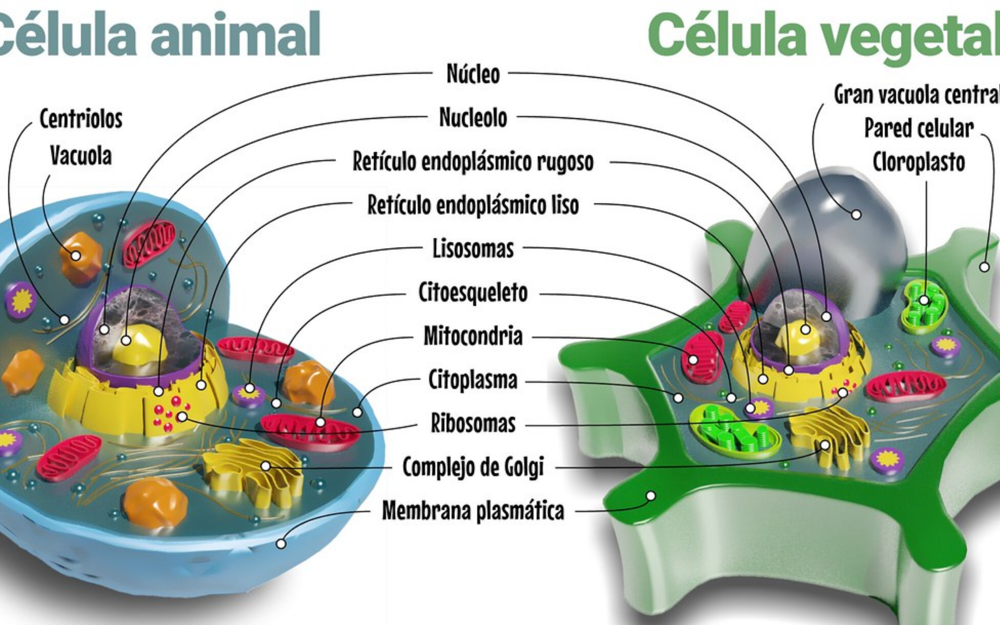 Célula animal
Célula vegetal
Centriolos
Vacuola
Núcleo
Nucleolo
Retículo endoplásmico rugoso
Retículo endoplásmico liso
Lisosomas
Citoesqueleto
Mitocondria
Citoplasma
Ribosomas
Complejo de Golgi
Membrana plasmática
Gran vacuola central
Pared celular
Cloroplasto